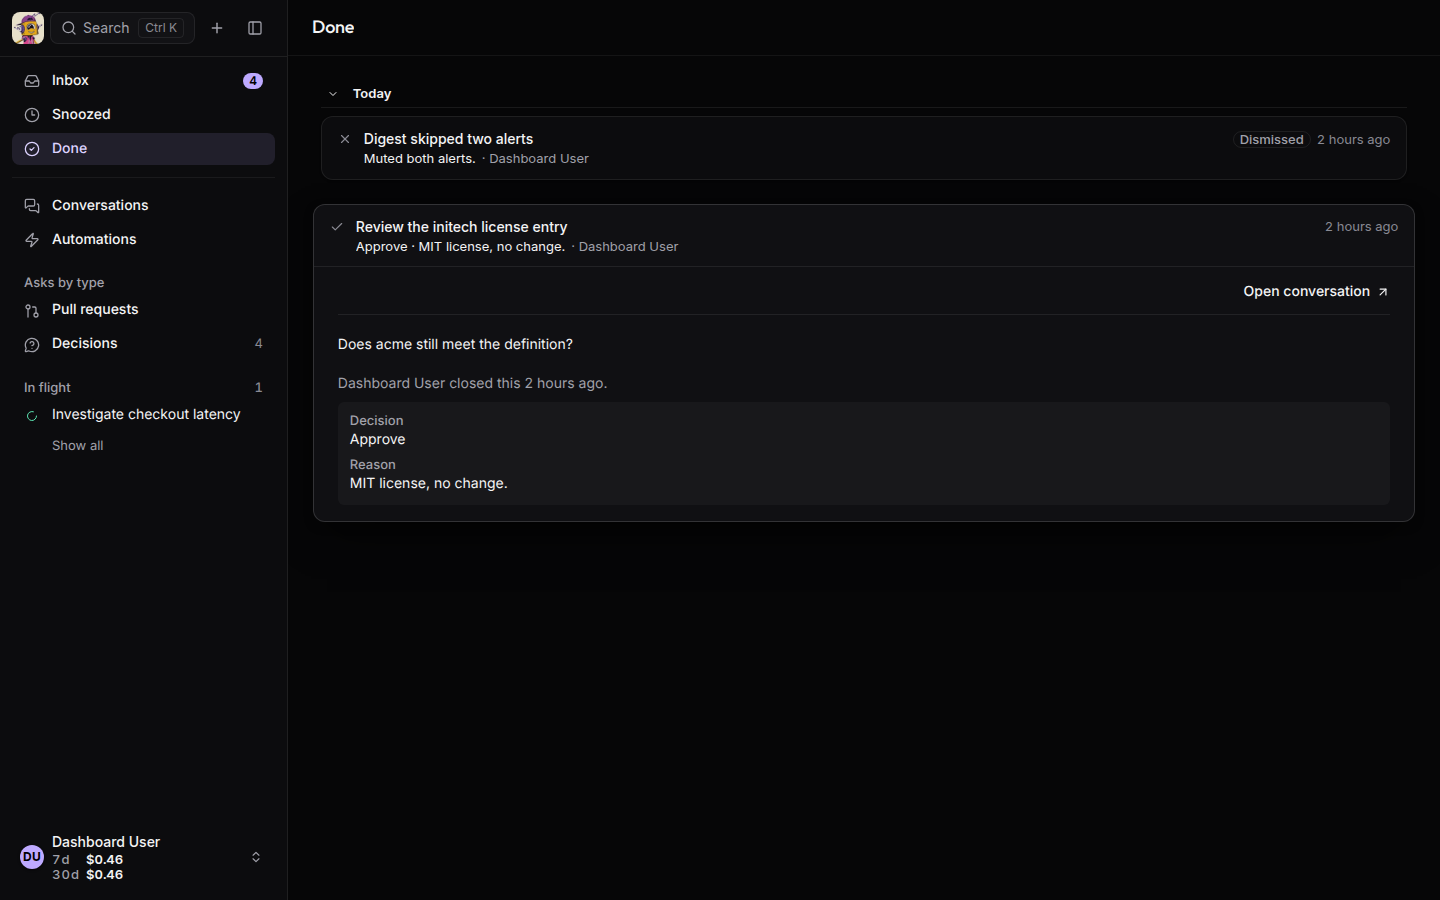 Search Ctrl K
Done
Inbox 4
Snoozed
Done
Conversations
Automations
Asks by type
Pull requests
Decisions 4
In flight 1
Investigate checkout latency
Show all
DU
Dashboard User
7d $0.46
30d $0.46
Today
Digest skipped two alerts
Dismissed 2 hours ago
Muted both alerts. · Dashboard User
Review the initech license entry
2 hours ago
Approve · MIT license, no change. · Dashboard User
Open conversation
Does acme still meet the definition?
Dashboard User closed this 2 hours ago.
Decision
Approve
Reason
MIT license, no change.